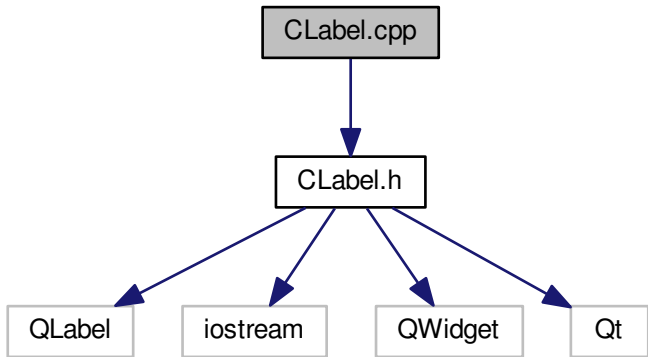 CLabel.cpp
CLabel.h
QLabel
iostream
QWidget
Qt